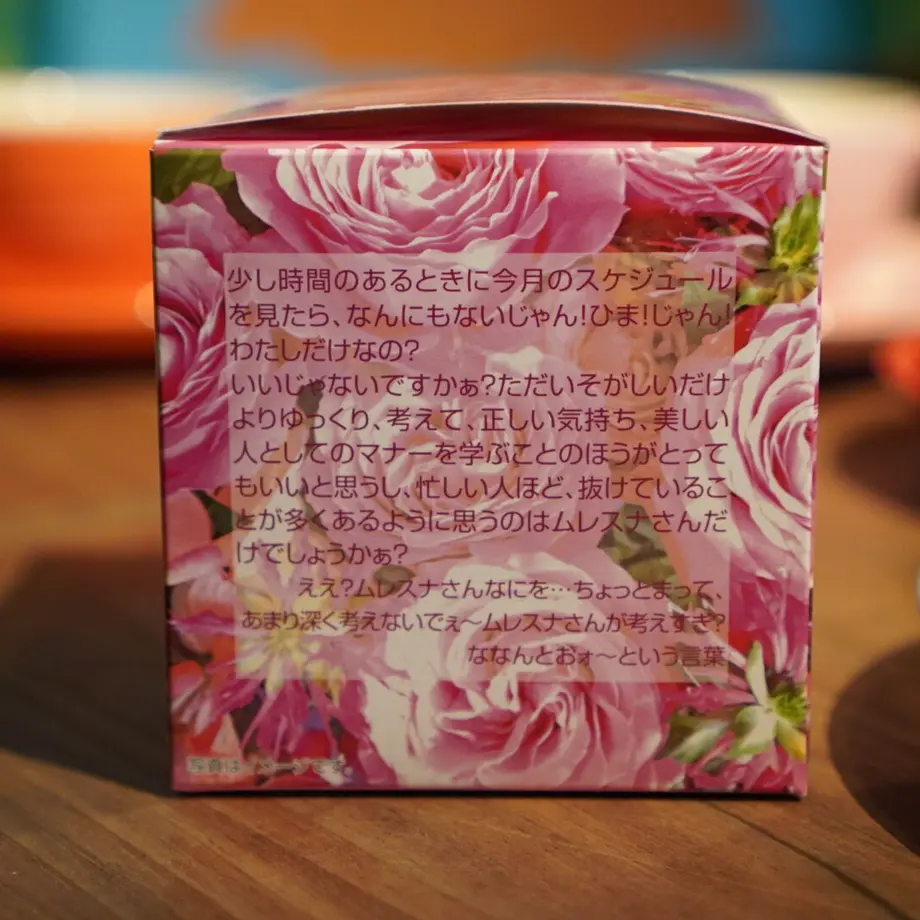 少し時間のあるときに今月のスケジュール
を見たら、なんにもないじゃん!ひま!じゃん!
わたしだけなの?
いいじゃないですかぁ?ただいそがしいだけ
よりゆっくり、考えて、正しい気持ち、美しい
人としてのマナーを学ぶことのほうがとって
もいいと思うし、忙しい人ほど、抜けているこ
とが多くあるように思うのはムレスナさんだ
けでしょうかぁ?
ええ?ムレスナさんなにを…ちょっとまって、
あまり深く考えないでぇ〜ムレスナさんが考えすぎ?
ななんとおォ〜という言葉
写真はイメージです